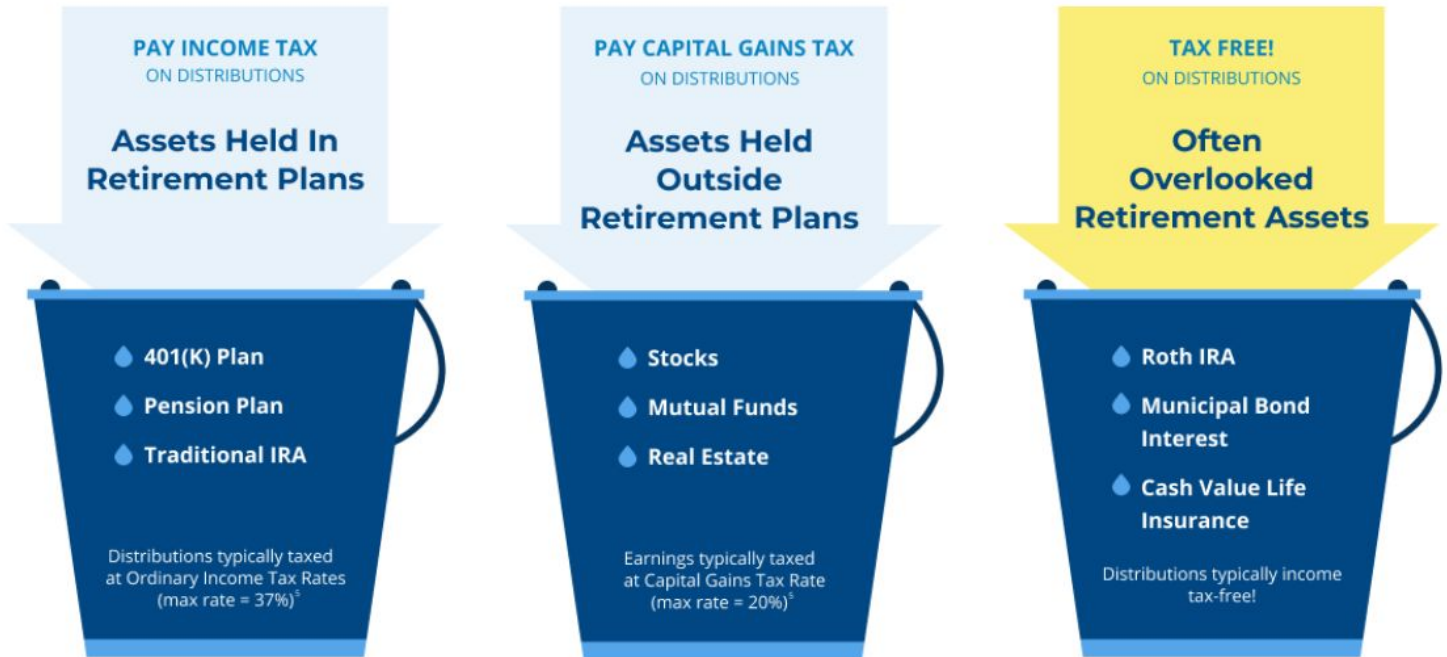 PAY INCOME TAX
ON DISTRIBUTIONS
Assets Held In
Retirement Plans
401(K) Plan
Pension Plan
Traditional IRA
Distributions typically taxed
at Ordinary Income Tax Rates
(max rate = 37%)⁵
PAY CAPITAL GAINS TAX
ON DISTRIBUTIONS
Assets Held
Outside
Retirement Plans
Stocks
Mutual Funds
Real Estate
Earnings typically taxed
at Capital Gains Tax Rate
(max rate = 20%)⁵
TAX FREE!
ON DISTRIBUTIONS
Often
Overlooked
Retirement Assets
Roth IRA
Municipal Bond
Interest
Cash Value Life
Insurance
Distributions typically income
tax-free!